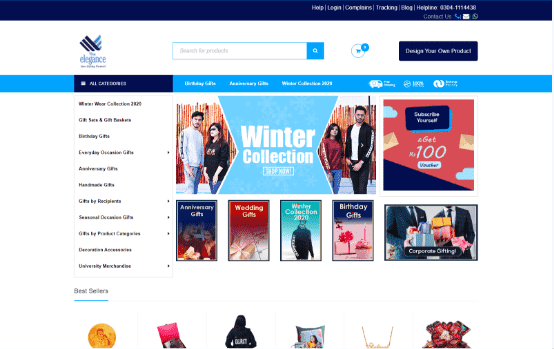 Help | Login | Complains | Tracking | Blog | Helpline: 0304-1114438
Contact Us
the
elegance
Search for products
0
Design Your Own Product
ALL CATEGORIES
Birthday Gifts
Anniversary Gifts
Winter Collection 2020
Winter Wear Collection 2020
Gift Sets & Gift Baskets
Birthday Gifts
Everyday Occasion Gifts
Anniversary Gifts
Handmade Gifts
Gifts by Recipients
Seasonal Occasion Gifts
Gifts by Product Categories
Decoration Accessories
University Merchandise
Winter
Collection
SHOP NOW!
Subscribe
Yourself
Get
Rs
100
Voucher
Anniversary
Gifts
Wedding
Gifts
Winter
Collection
2020
Birthday
Gifts
Corporate Gifting!
Best Sellers